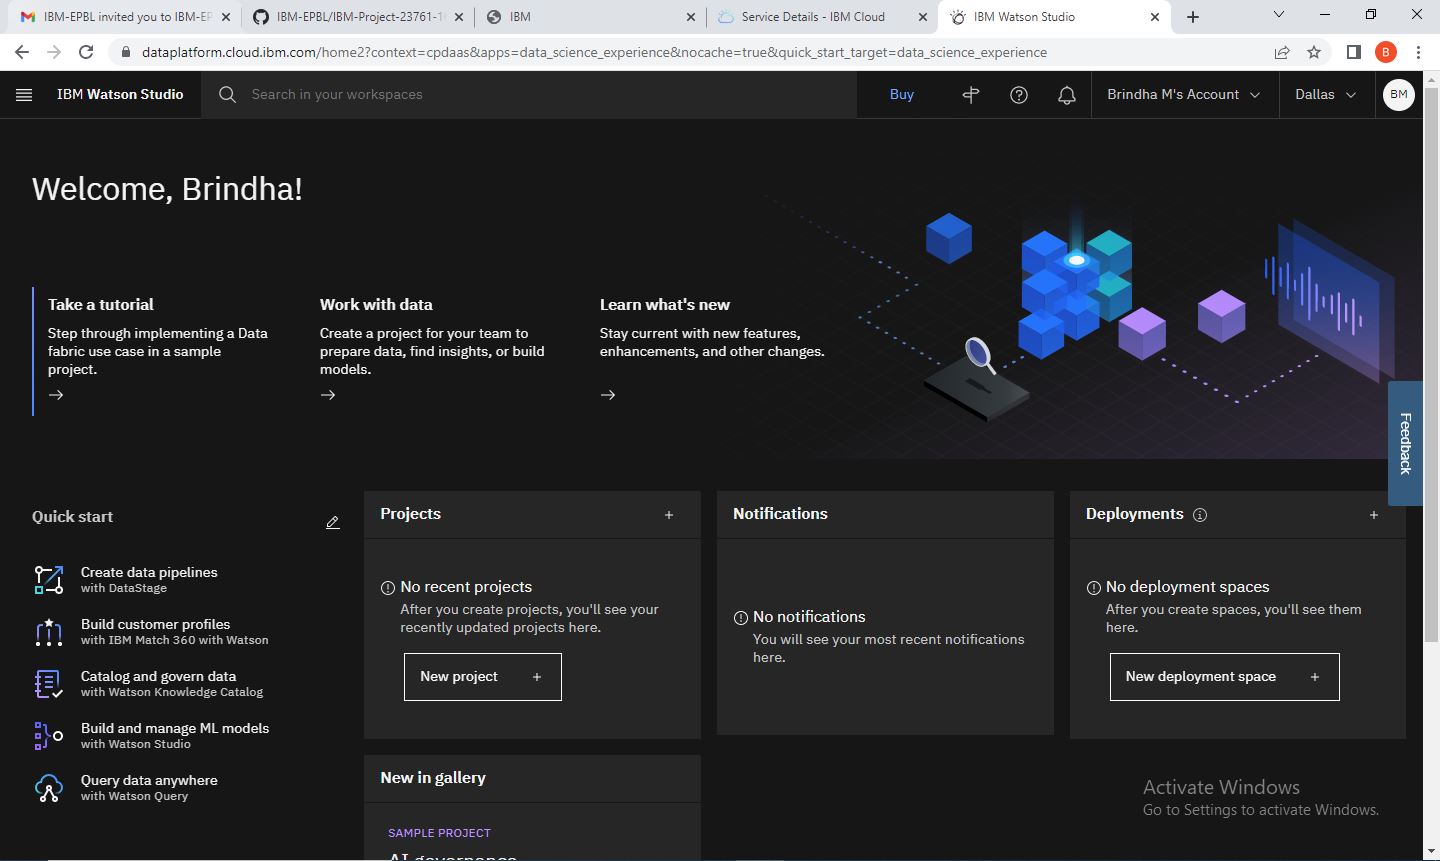 IBM-EPBL invited you to IBM-EP
IBM-EPBL/IBM-Project-23761-1
IBM
Service Details - IBM Cloud
IBM Watson Studio
dataplatform.cloud.ibm.com/home2?context=cpdaas&apps=data_science_experience&nocache=true&quick_start_target=data_science_experience
B
IBM Watson Studio
Search in your workspaces
Buy
Brindha M's Account
Dallas
BM
Welcome, Brindha!
Take a tutorial
Step through implementing a Data
fabric use case in a sample
project.
Work with data
Create a project for your team to
prepare data, find insights, or build
models.
Learn what's new
Stay current with new features,
enhancements, and other changes.
Feedback
Quick start
Create data pipelines
with DataStage
Build customer profiles
with IBM Match 360 with Watson
Catalog and govern data
with Watson Knowledge Catalog
Build and manage ML models
with Watson Studio
Query data anywhere
with Watson Query
Projects
No recent projects
After you create projects, you'll see your
recently updated projects here.
New project +
Notifications
No notifications
You will see your most recent notifications
here.
Deployments
No deployment spaces
After you create spaces, you'll see them
here.
New deployment space +
New in gallery
SAMPLE PROJECT
AI governance
Activate Windows
Go to Settings to activate Windows.